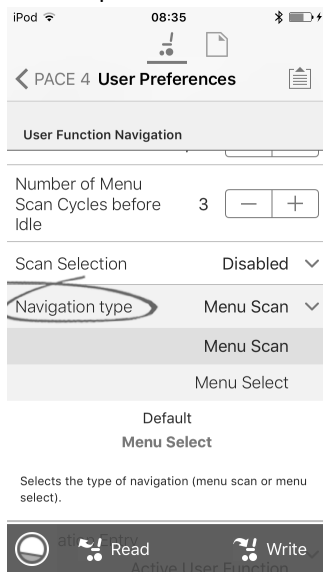 iPod 08:35
PACE 4 User Preferences
User Function Navigation
Number of Menu
Scan Cycles before 3 — +
Idle
Scan Selection Disabled
Navigation type Menu Scan
Menu Scan
Menu Select
Default
Menu Select
Selects the type of navigation (menu scan or menu
select).
Read Write
Active User Function